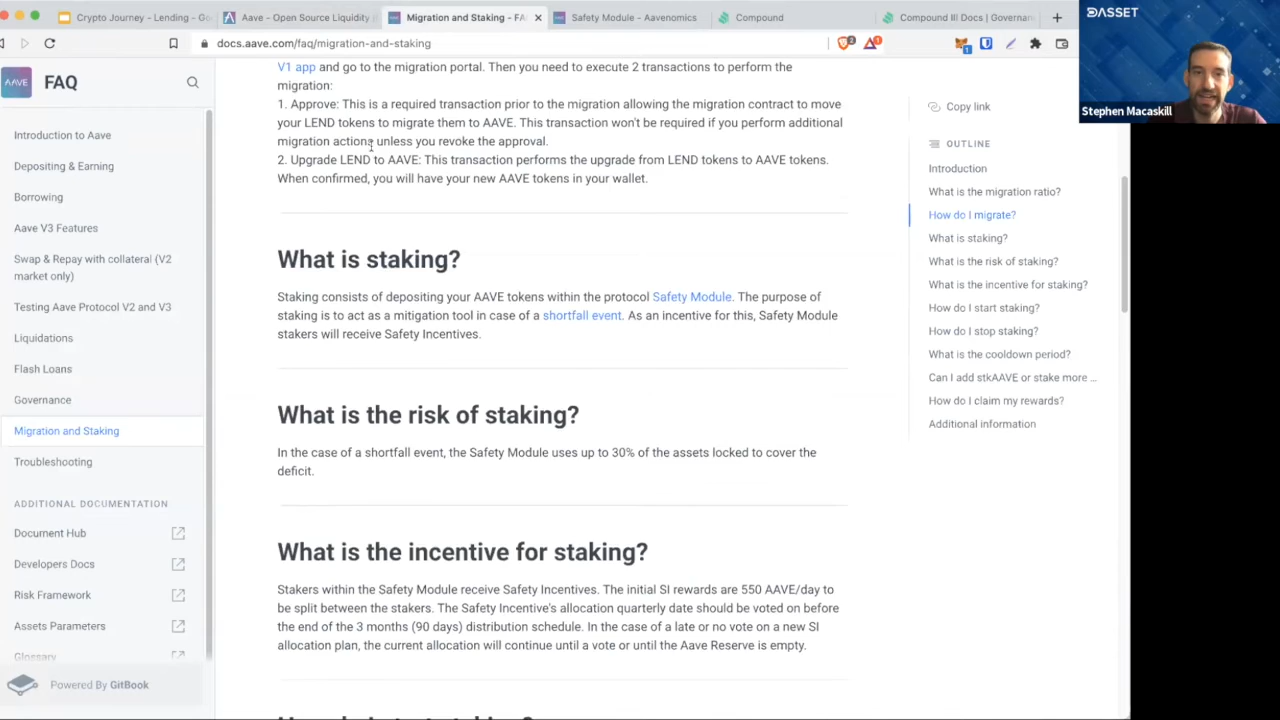 Crypto Journey - Lending - Go
Aave – Open Source Liquidity
Migration and Staking - FA
Safety Module - Aavenomics
Compound
Compound III Docs | Governan
docs.aave.com/faq/migration-and-staking
2
1
1
DASSET
Stephen Macaskill
AAVE
FAQ
Introduction to Aave
Depositing & Earning
Borrowing
Aave V3 Features
Swap & Repay with collateral (V2
market only)
Testing Aave Protocol V2 and V3
Liquidations
Flash Loans
Governance
Migration and Staking
Troubleshooting
ADDITIONAL DOCUMENTATION
Document Hub
Developers Docs
Risk Framework
Assets Parameters
Glossary
Powered By GitBook
V1 app and go to the migration portal. Then you need to execute 2 transactions to perform the
migration:
1. Approve: This is a required transaction prior to the migration allowing the migration contract to move
your LEND tokens to migrate them to AAVE. This transaction won't be required if you perform additional
migration actions unless you revoke the approval.
2. Upgrade LEND to AAVE: This transaction performs the upgrade from LEND tokens to AAVE tokens.
When confirmed, you will have your new AAVE tokens in your wallet.
What is staking?
Staking consists of depositing your AAVE tokens within the protocol Safety Module. The purpose of
staking is to act as a mitigation tool in case of a shortfall event. As an incentive for this, Safety Module
stakers will receive Safety Incentives.
What is the risk of staking?
In the case of a shortfall event, the Safety Module uses up to 30% of the assets locked to cover the
deficit.
What is the incentive for staking?
Stakers within the Safety Module receive Safety Incentives. The initial SI rewards are 550 AAVE/day to
be split between the stakers. The Safety Incentive's allocation quarterly date should be voted on before
the end of the 3 months (90 days) distribution schedule. In the case of a late or no vote on a new SI
allocation plan, the current allocation will continue until a vote or until the Aave Reserve is empty.
Copy link
OUTLINE
Introduction
What is the migration ratio?
How do I migrate?
What is staking?
What is the risk of staking?
What is the incentive for staking?
How do I start staking?
How do I stop staking?
What is the cooldown period?
Can I add stkAAVE or stake more ...
How do I claim my rewards?
Additional information